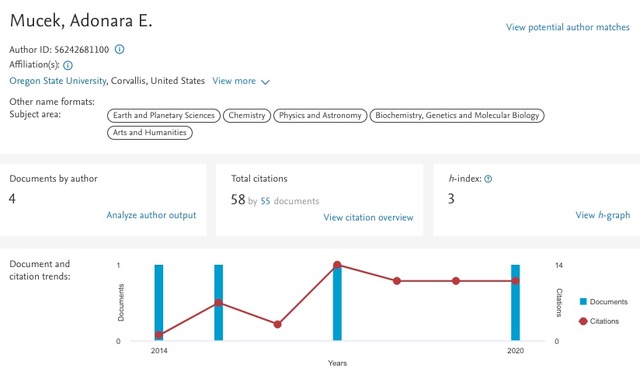 Mucek, Adonara E.
View potential author matches
Author ID: 56242681100
Affiliation(s):
Oregon State University, Corvallis, United States View more
Other name formats:
Subject area: Earth and Planetary Sciences Chemistry Physics and Astronomy Biochemistry, Genetics and Molecular Biology
Arts and Humanities
Documents by author
4
Analyze author output
Total citations
58 by 55 documents
View citation overview
h-index:
3
View h-graph
Document and
citation trends:
1
0
Documents
14
0
Citations
2014
2020
Years
Documents
Citations